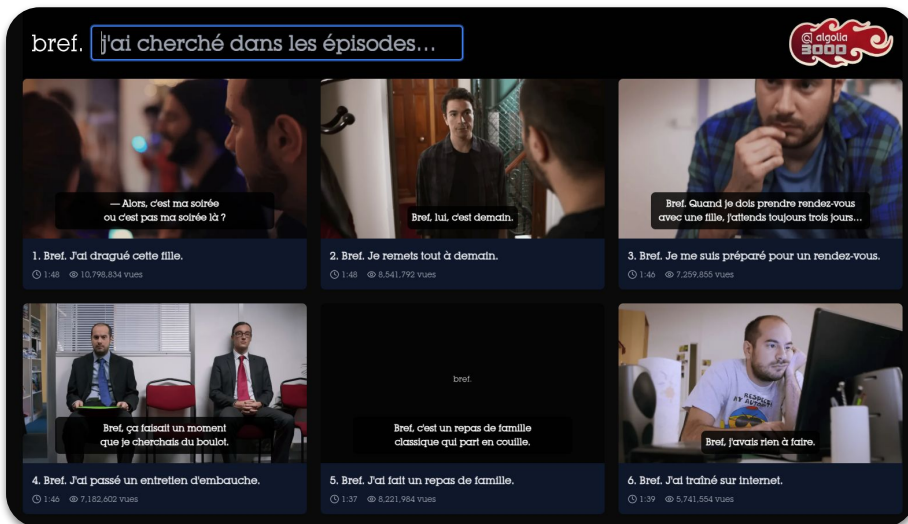 bref. j'ai cherché dans les épisodes...
algolia
3000
— Alors, c'est ma soirée
ou c'est pas ma soirée là ?
1. Bref. J'ai dragué cette fille.
1:48 10,798,834 vues
Bref, lui, c'est demain.
2. Bref. Je remets tout à demain.
1:48 8,541,792 vues
Bref. Quand je dois prendre rendez-vous
avec une fille, j'attends toujours trois jours...
3. Bref. Je me suis préparé pour un rendez-vous.
1:46 7,259,855 vues
Bref, ça faisait un moment
que je cherchais du boulot.
4. Bref. J'ai passé un entretien d'embauche.
1:46 7,182,602 vues
bref.
Bref, c'est un repas de famille
classique qui part en couille.
5. Bref. J'ai fait un repas de famille.
1:37 8,221,984 vues
Bref, j'avais rien à faire.
6. Bref. J'ai traîné sur internet.
1:39 5,741,554 vues